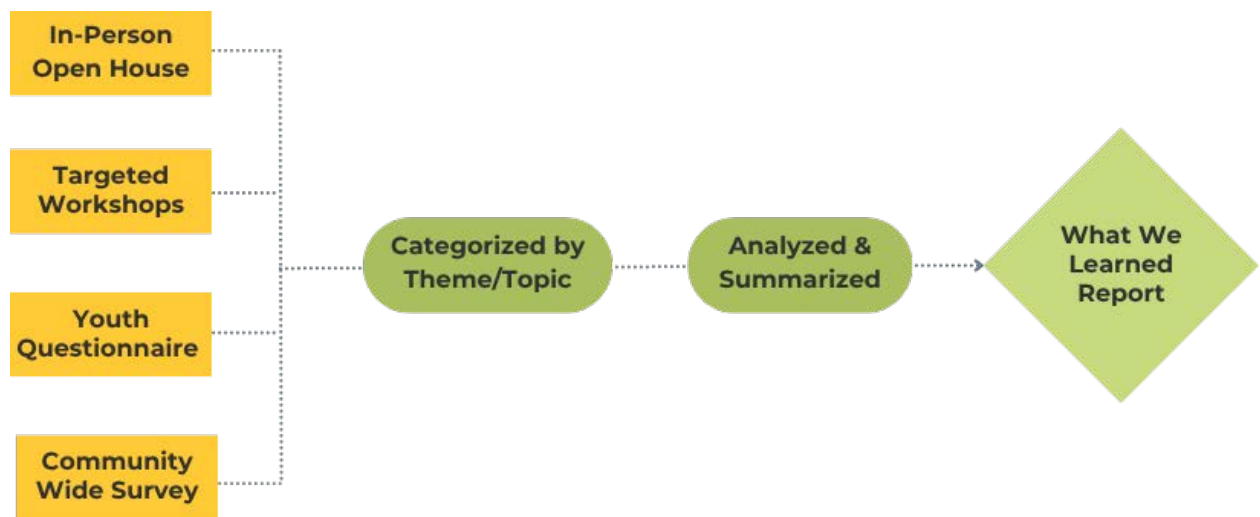 In-Person
Open House
Targeted
Workshops
Youth
Questionnaire
Community
Wide Survey
Categorized by
Theme/Topic
Analyzed &
Summarized
What We
Learned
Report